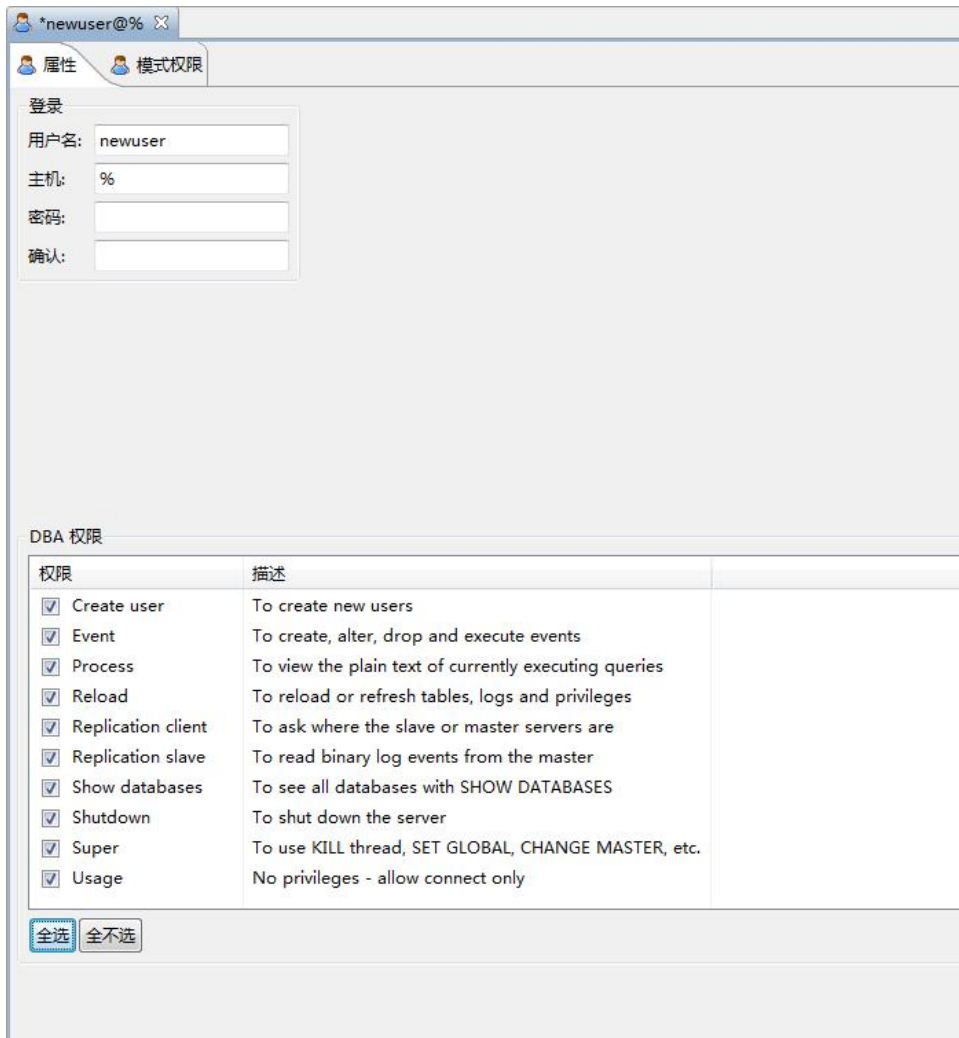 *newuser@%
属性 模式权限
登录
用户名: newuser
主机: %
密码:
确认:
DBA 权限
权限 描述
Create user To create new users
Event To create, alter, drop and execute events
Process To view the plain text of currently executing queries
Reload To reload or refresh tables, logs and privileges
Replication client To ask where the slave or master servers are
Replication slave To read binary log events from the master
Show databases To see all databases with SHOW DATABASES
Shutdown To shut down the server
Super To use KILL thread, SET GLOBAL, CHANGE MASTER, etc.
Usage No privileges - allow connect only
全选 全不选